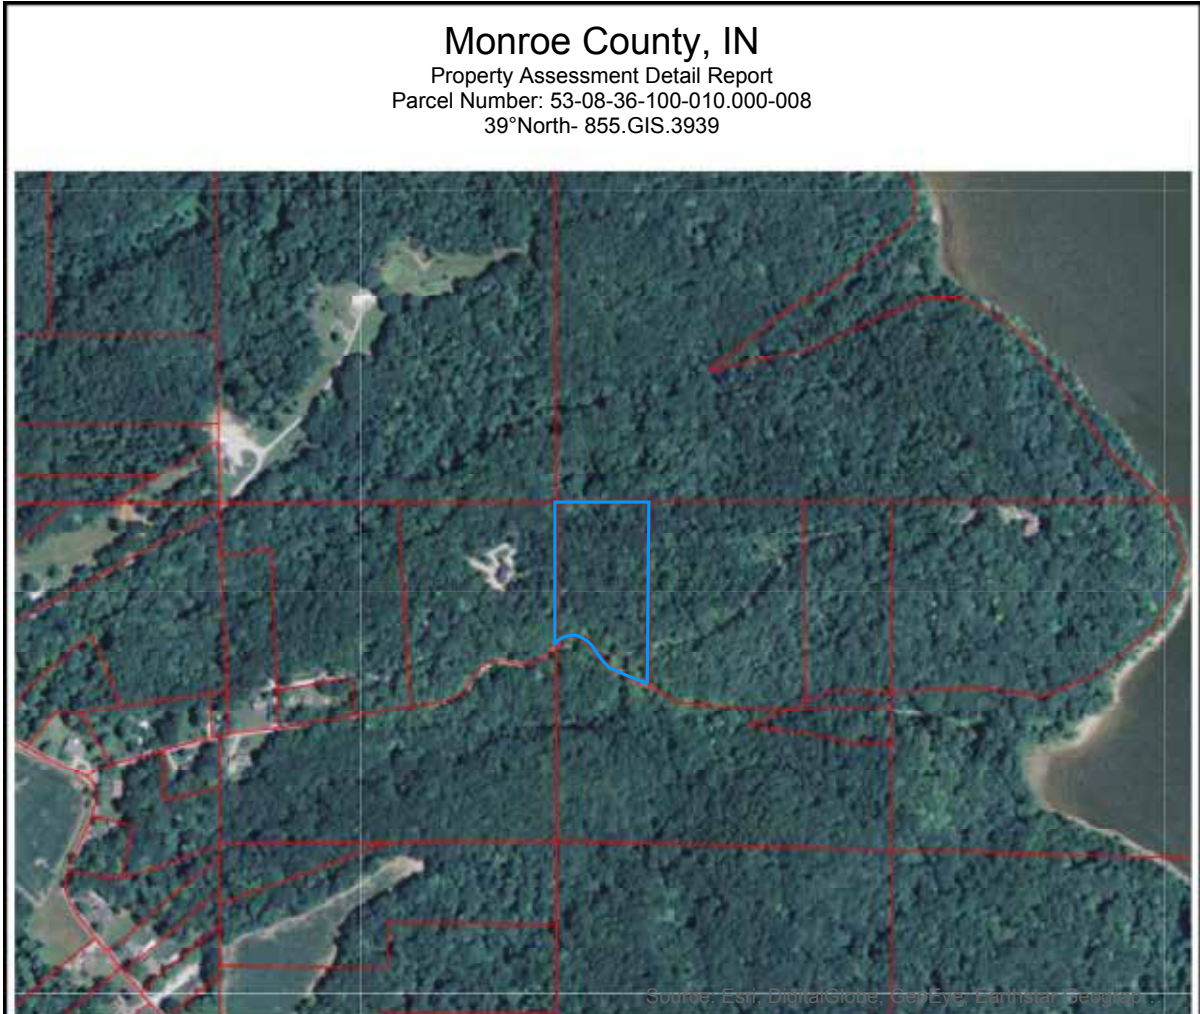 Monroe County, IN
Property Assessment Detail Report
Parcel Number: 53-08-36-100-010.000-008
39°North- 855.GIS.3939
Source: Esri, DigitalGlobe, GeoEye, Earthstar Geograp...